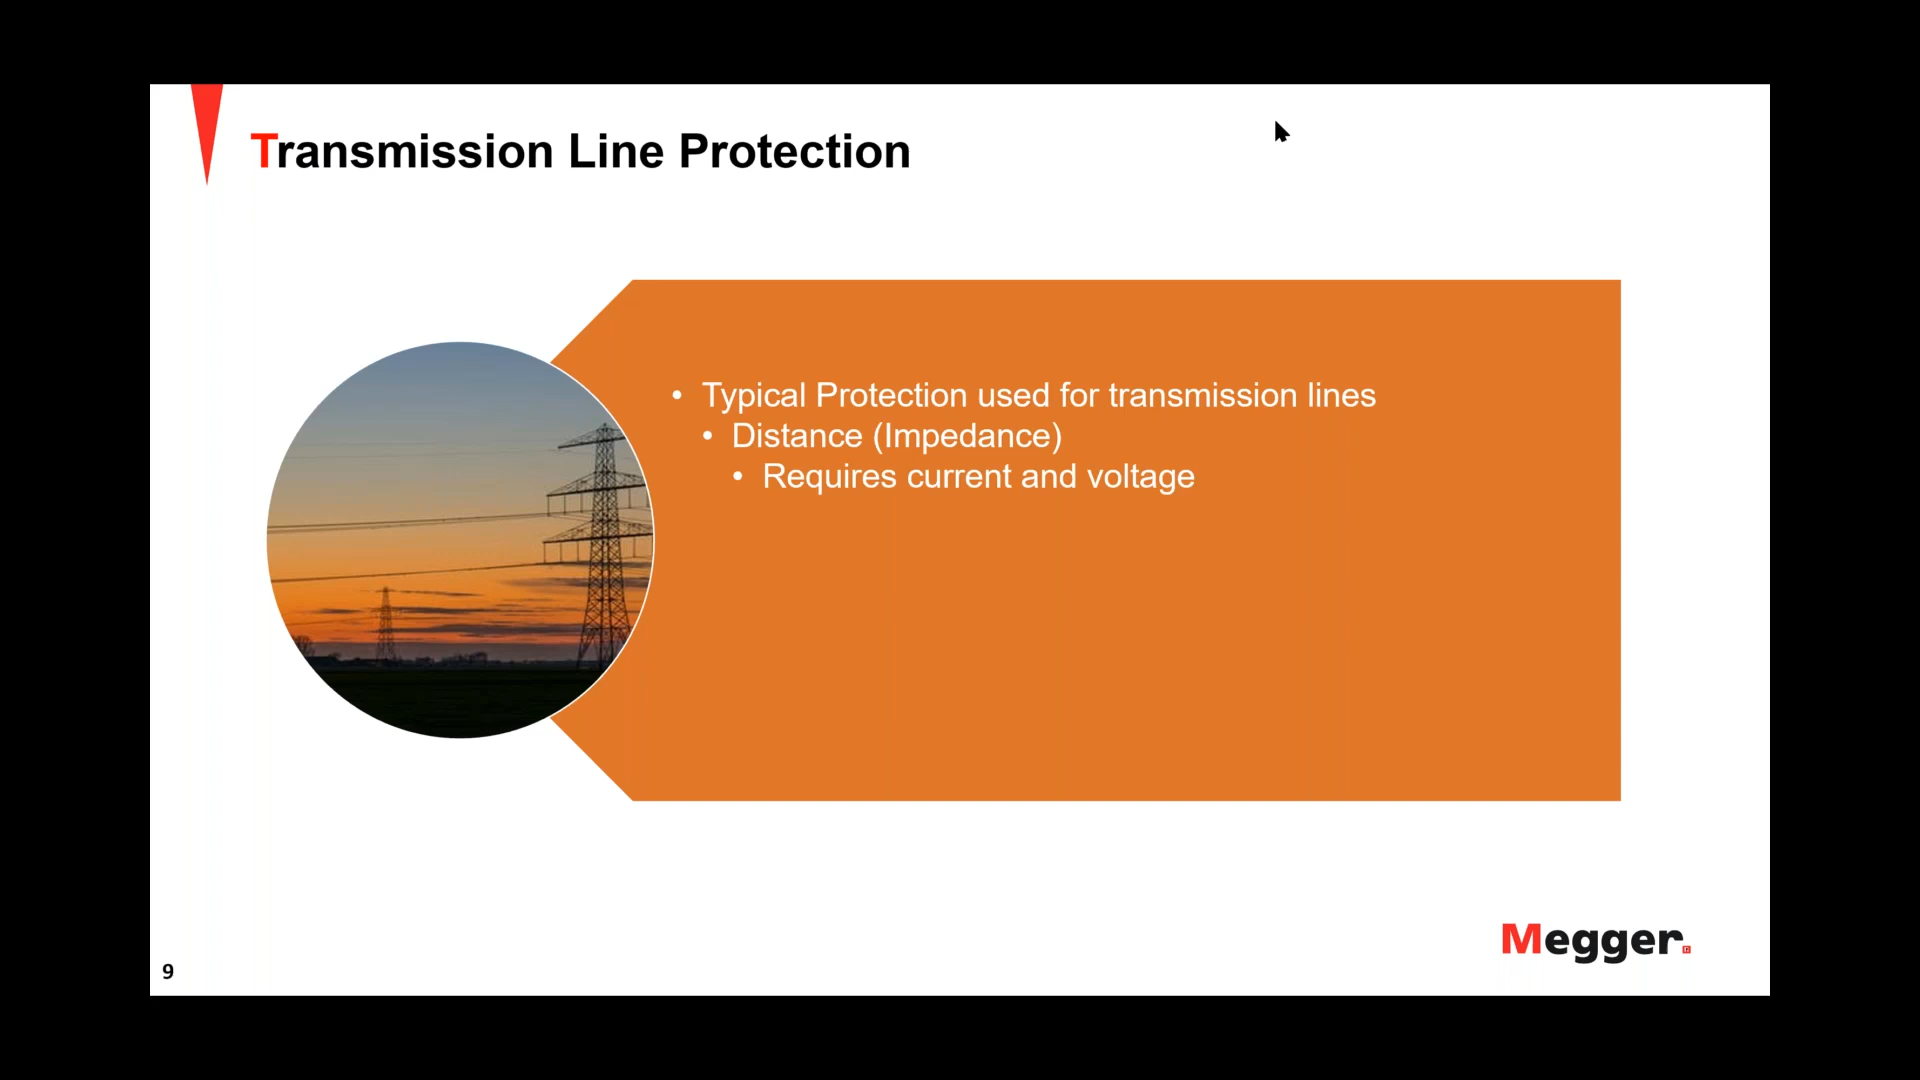 Transmission Line Protection
• Typical Protection used for transmission lines
• Distance (Impedance)
• Requires current and voltage
Megger.
9